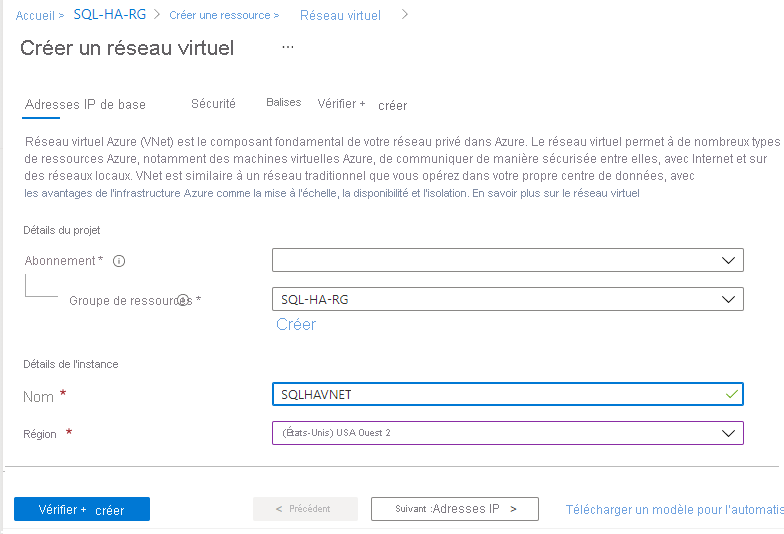 Accueil > SQL-HA-RG > Créer une ressource > Réseau virtuel >
Créer un réseau virtuel ...
Adresses IP de base Sécurité Balises Vérifier + créer
Réseau virtuel Azure (VNet) est le composant fondamental de votre réseau privé dans Azure. Le réseau virtuel permet à de nombreux types
de ressources Azure, notamment des machines virtuelles Azure, de communiquer de manière sécurisée entre elles, avec Internet et sur
des réseaux locaux. VNet est similaire à un réseau traditionnel que vous opérez dans votre propre centre de données, avec
les avantages de l'infrastructure Azure comme la mise à l'échelle, la disponibilité et l'isolation. En savoir plus sur le réseau virtuel
Détails du projet
Abonnement *
Groupe de ressources * SQL-HA-RG
Créer
Détails de l'instance
Nom * SQLHAVNET
Région * (États-Unis) USA Ouest 2
Vérifier + créer < Précédent Suivant :Adresses IP > Télécharger un modèle pour l'automatis